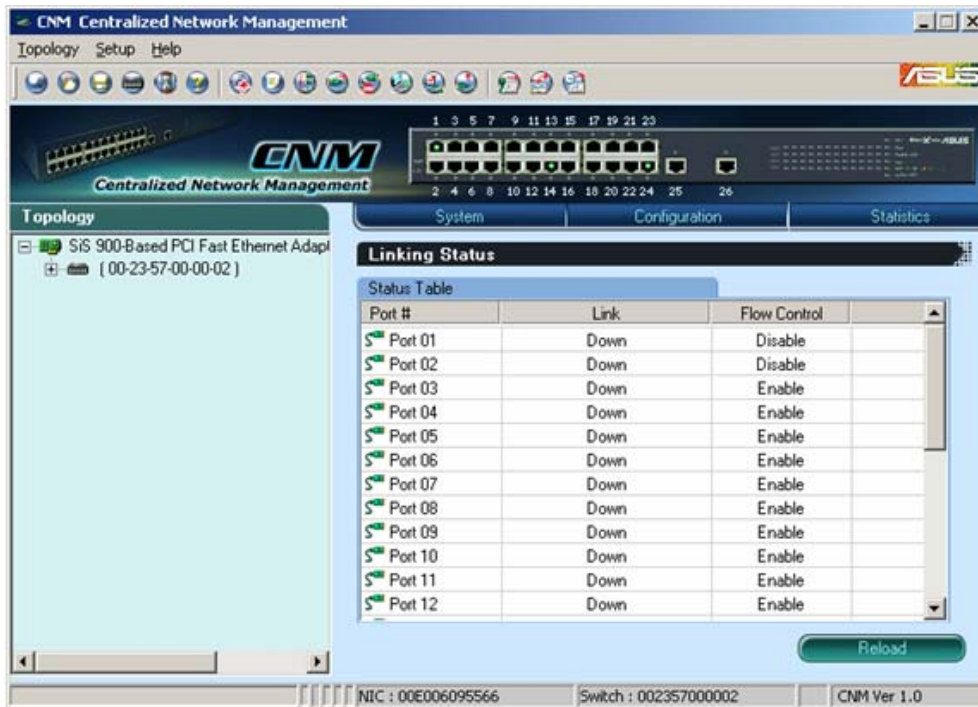 CNM Centralized Network Management
Topology Setup Help
ASUS
1 3 5 7 9 11 13 15 17 19 21 23
CNM
Centralized Network Management
2 4 6 8 10 12 14 16 18 20 22 24 25 26
Topology
System Configuration Statistics
SiS 900-Based PCI Fast Ethernet Adapt
( 00-23-57-00-00-02 )
Linking Status
Status Table
Port # Link Flow Control
Port 01 Down Disable
Port 02 Down Disable
Port 03 Down Enable
Port 04 Down Enable
Port 05 Down Enable
Port 06 Down Enable
Port 07 Down Enable
Port 08 Down Enable
Port 09 Down Enable
Port 10 Down Enable
Port 11 Down Enable
Port 12 Down Enable
Reload
NIC : 00E006095566 Switch : 002357000002 CNM Ver 1.0